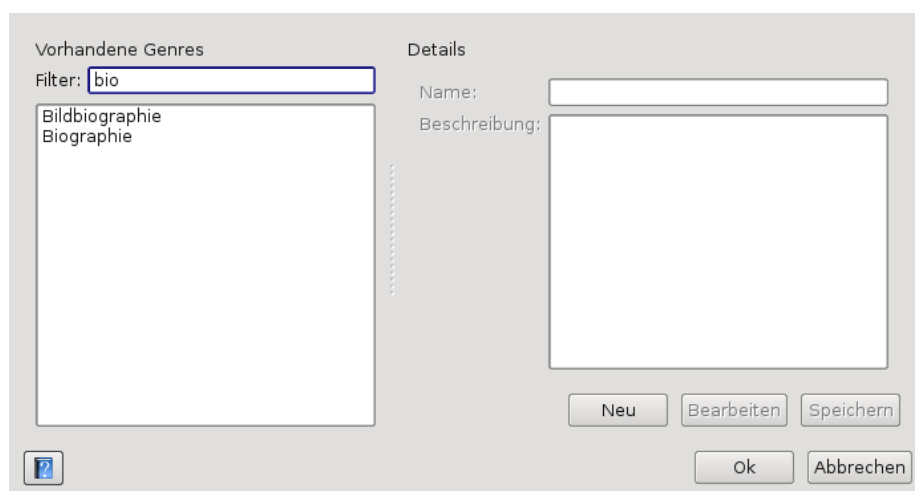 Vorhandene Genres
Filter: bio
Bildbiographie
Biographie
Details
Name:
Beschreibung:
Neu Bearbeiten Speichern
? Ok Abbrechen